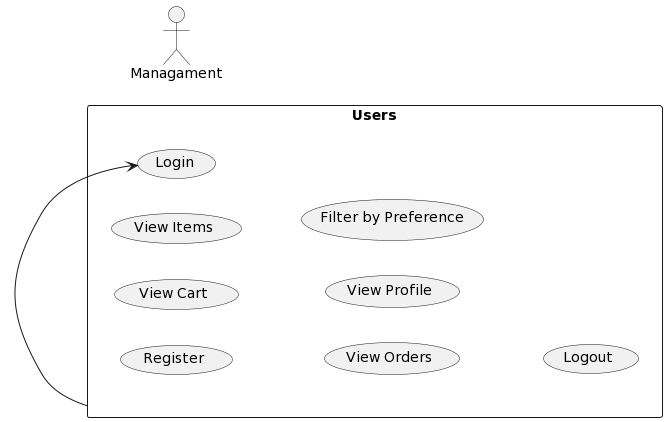 Managament
Users
Login
View Items
Filter by Preference
View Cart
View Profile
Register
View Orders
Logout